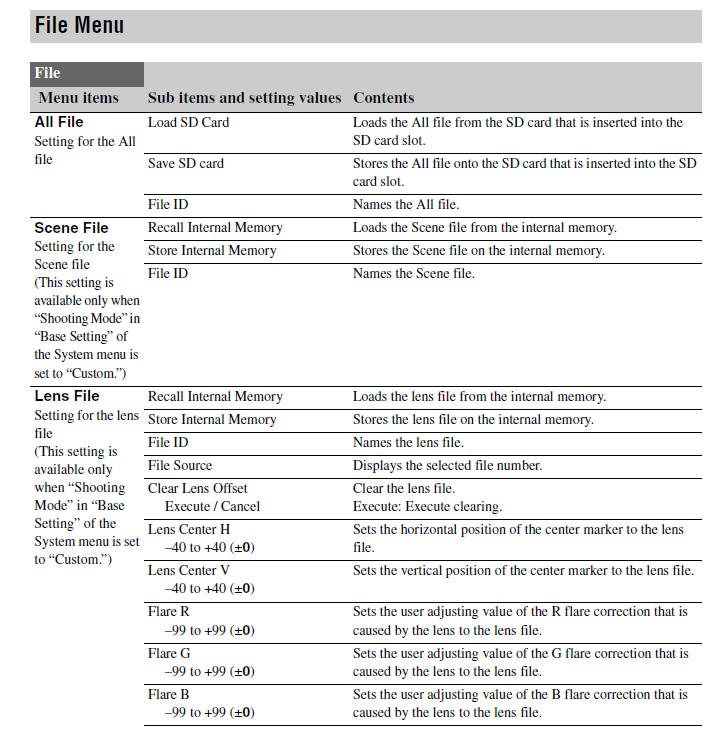 File Menu
File
Menu items Sub items and setting values Contents
All File
Setting for the All
file
Load SD Card
Loads the All file from the SD card that is inserted into the
SD card slot.
Save SD card
Stores the All file onto the SD card that is inserted into the SD
card slot.
File ID
Names the All file.
Scene File
Setting for the
Scene file
(This setting is
available only when
“Shooting Mode” in
“Base Setting” of
the System menu is
set to “Custom.”)
Recall Internal Memory
Loads the Scene file from the internal memory.
Store Internal Memory
Stores the Scene file on the internal memory.
File ID
Names the Scene file.
Lens File
Setting for the lens
file
(This setting is
available only
when “Shooting
Mode” in “Base
Setting” of the
System menu is set
to “Custom.”)
Recall Internal Memory
Loads the lens file from the internal memory.
Store Internal Memory
Stores the lens file on the internal memory.
File ID
Names the lens file.
File Source
Displays the selected file number.
Clear Lens Offset
Execute / Cancel
Clear the lens file.
Execute: Execute clearing.
Lens Center H
–40 to +40 (±0)
Sets the horizontal position of the center marker to the lens
file.
Lens Center V
–40 to +40 (±0)
Sets the vertical position of the center marker to the lens file.
Flare R
–99 to +99 (±0)
Sets the user adjusting value of the R flare correction that is
caused by the lens to the lens file.
Flare G
–99 to +99 (±0)
Sets the user adjusting value of the G flare correction that is
caused by the lens to the lens file.
Flare B
–99 to +99 (±0)
Sets the user adjusting value of the B flare correction that is
caused by the lens to the lens file.